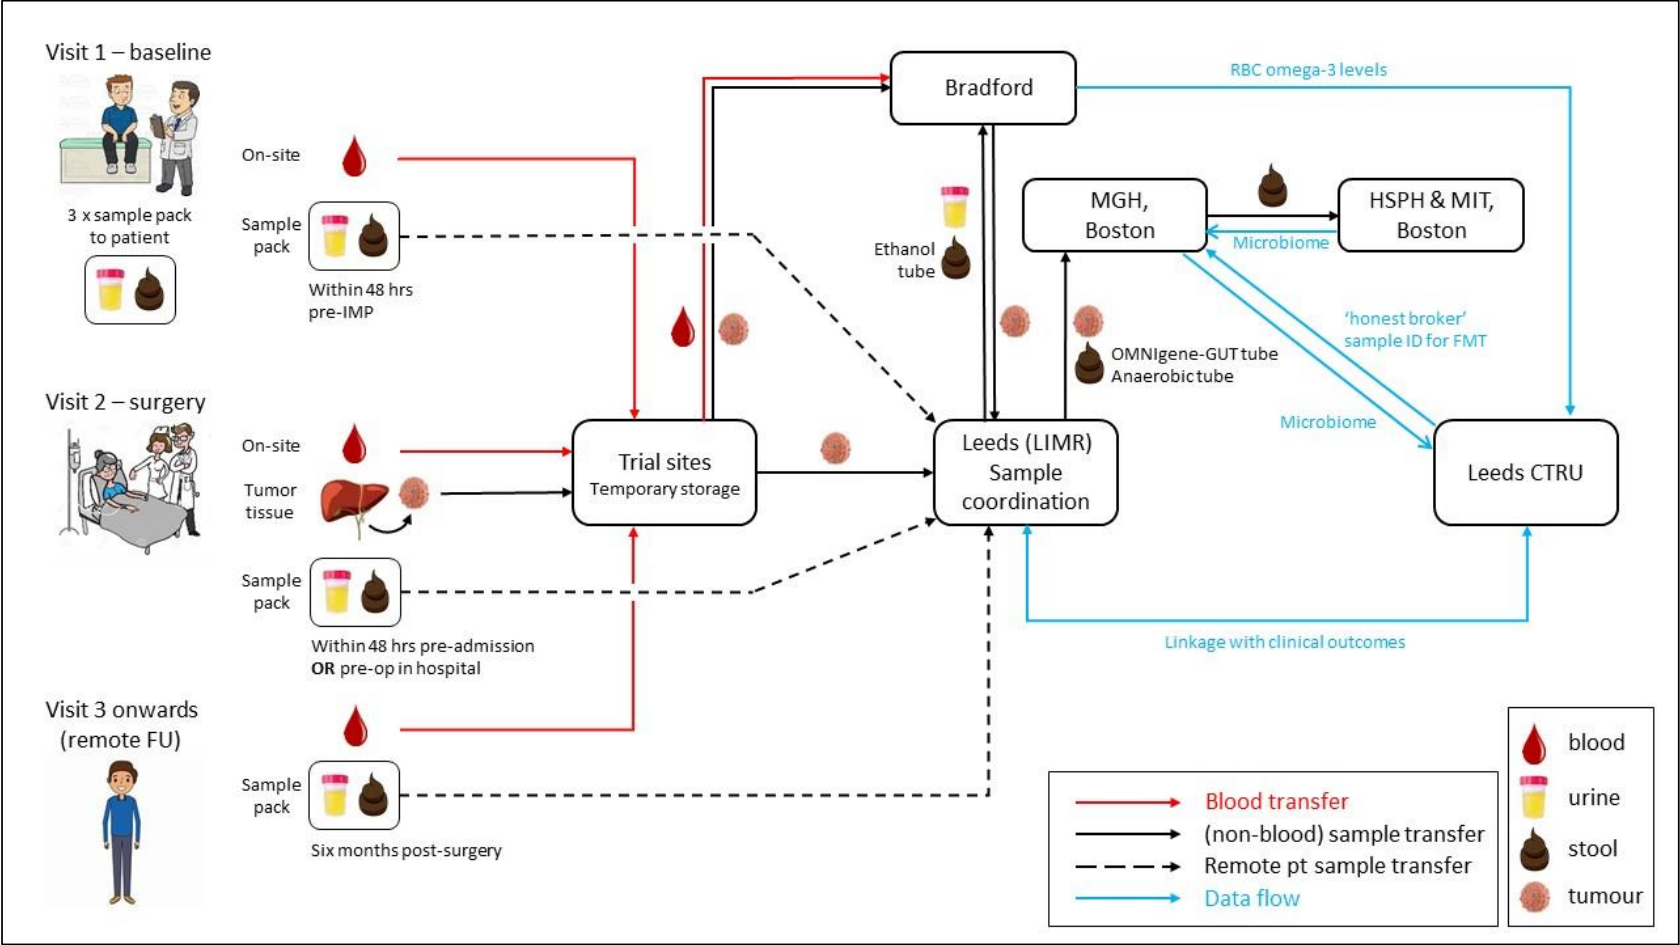 Visit 1 – baseline
3 x sample pack
to patient
On-site
Sample
pack
Within 48 hrs
pre-IMP
Visit 2 – surgery
On-site
Tumor
tissue
Sample
pack
Within 48 hrs pre-admission
OR pre-op in hospital
Visit 3 onwards
(remote FU)
Sample
pack
Six months post-surgery
Trial sites
Temporary storage
Bradford
Ethanol
tube
Leeds (LIMR)
Sample
coordination
MGH,
Boston
HSPH & MIT,
Boston
Microbiome
OMNIgene-GUT tube
Anaerobic tube
RBC omega-3 levels
‘honest broker’
sample ID for FMT
Microbiome
Leeds CTRU
Linkage with clinical outcomes
Blood transfer
(non-blood) sample transfer
Remote pt sample transfer
Data flow
blood
urine
stool
tumour